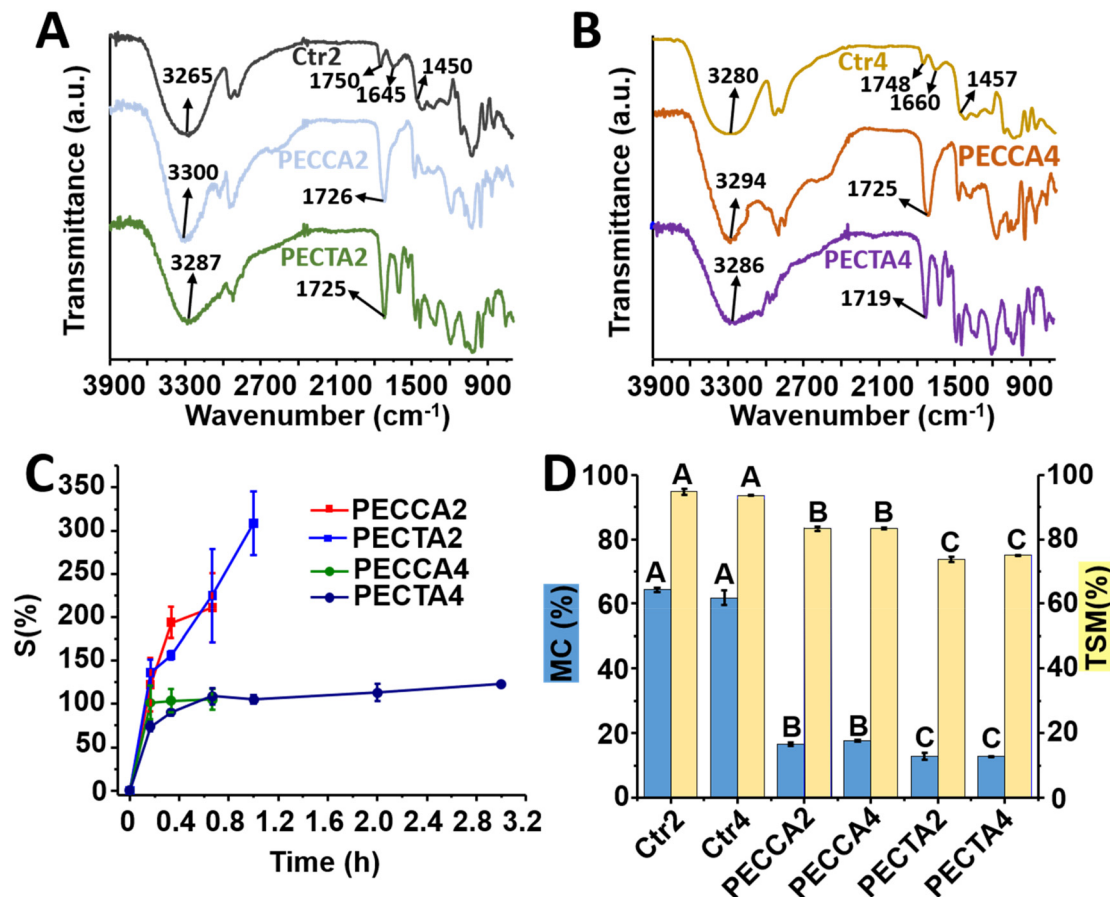 A
Ctr2
3265
1750
1645
1450
PECCA2
3300
1726
PECTA2
3287
1725
Transmittance (a.u.)
3900 3300 2700 2100 1500 900
Wavenumber (cm⁻¹)
B
Ctr4
3280
1748
1660
1457
PECCA4
3294
1725
PECTA4
3286
1719
Transmittance (a.u.)
3900 3300 2700 2100 1500 900
Wavenumber (cm⁻¹)
C
350
300
250
200
150
100
50
0
S(%)
PECCA2
PECTA2
PECCA4
PECTA4
0 0.4 0.8 1.2 1.6 2.0 2.4 2.8 3.2
Time (h)
D
100
80
60
40
20
0
MC (%)
A A B B C C
A A B B C C
100
80
60
40
20
0
TSM(%)
Ctr2 Ctr4 PECCA2 PECCA4 PECTA2 PECTA4